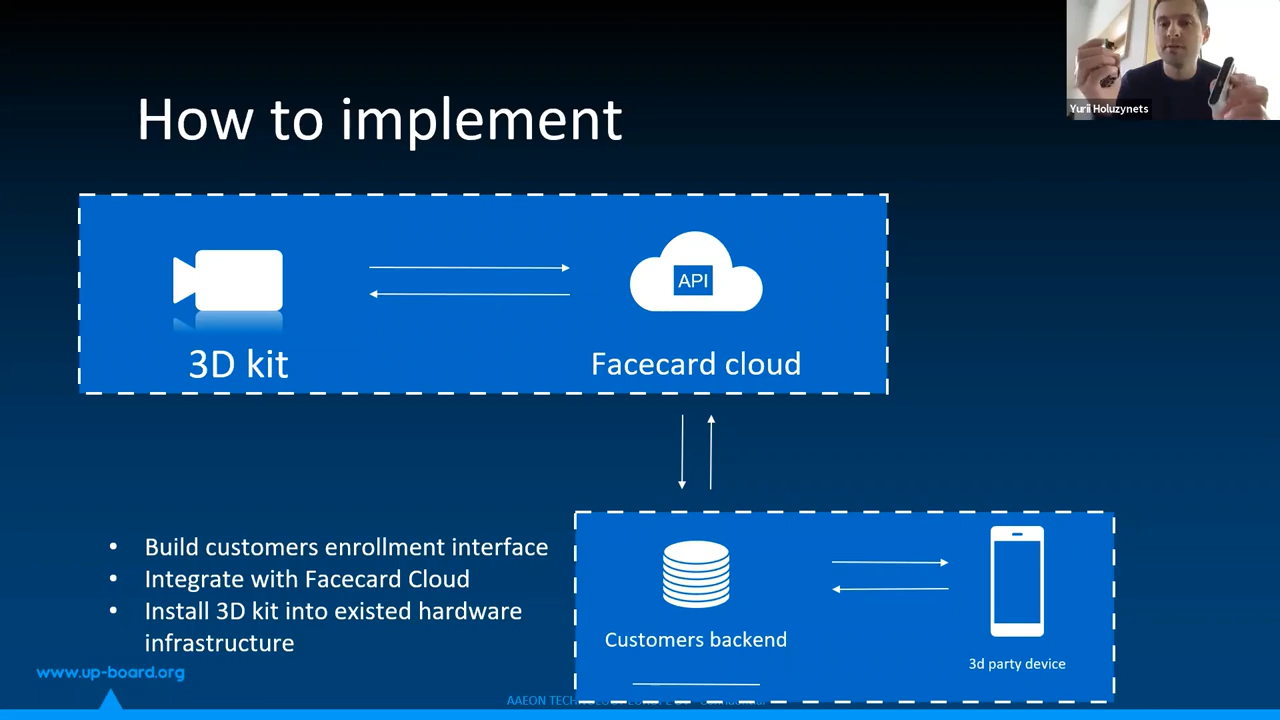 Yurii Holuzynets
How to implement
API
3D kit
Facecard cloud
• Build customers enrollment interface
• Integrate with Facecard Cloud
• Install 3D kit into existed hardware
infrastructure
Customers backend
3d party device
www.up-board.org
AAEON